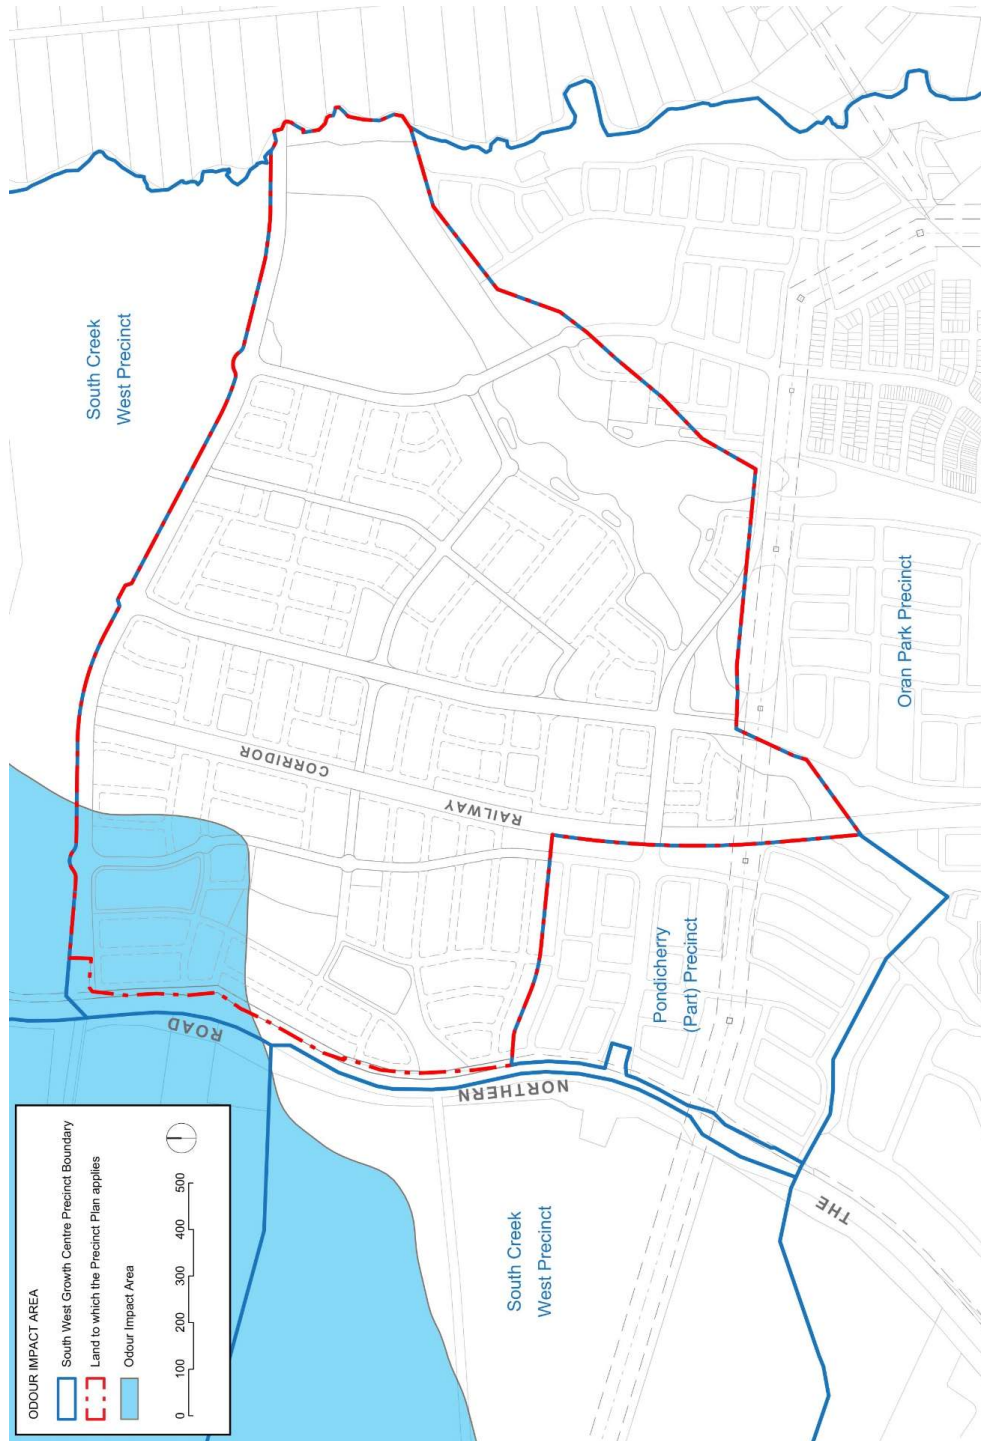 ODOUR IMPACT AREA
South West Growth Centre Precinct Boundary
Land to which the Precinct Plan applies
Odour Impact Area
0 100 200 300 400 500
South Creek
West Precinct
CORRIDOR
RAILWAY
ROAD
NORTHERN
THE
Pondicherry
(Part) Precinct
Oran Park Precinct
South Creek
West Precinct